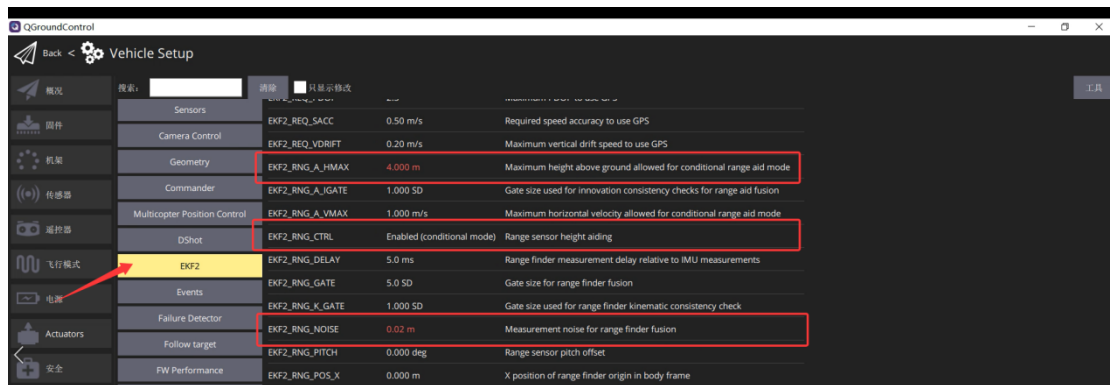 QGroundControl
Back < Vehicle Setup
概况
固件
机架
传感器
遥控器
飞行模式
电源
Actuators
安全
搜索:
清除
只显示修改
工具
Sensors
Camera Control
Geometry
Commander
Multicopter Position Control
DShot
EKF2
Events
Failure Detector
Follow target
FW Performance
EKF2_REQ_SACC 0.50 m/s Required speed accuracy to use GPS
EKF2_REQ_VDRIFT 0.20 m/s Maximum vertical drift speed to use GPS
EKF2_RNG_A_HMAX 4.000 m Maximum height above ground allowed for conditional range aid mode
EKF2_RNG_A_IGATE 1.000 SD Gate size used for innovation consistency checks for range aid fusion
EKF2_RNG_A_VMAX 1.000 m/s Maximum horizontal velocity allowed for conditional range aid mode
EKF2_RNG_CTRL Enabled (conditional mode) Range sensor height aiding
EKF2_RNG_DELAY 5.0 ms Range finder measurement delay relative to IMU measurements
EKF2_RNG_GATE 5.0 SD Gate size for range finder fusion
EKF2_RNG_K_GATE 1.000 SD Gate size used for range finder kinematic consistency check
EKF2_RNG_NOISE 0.02 m Measurement noise for range finder fusion
EKF2_RNG_PITCH 0.000 deg Range sensor pitch offset
EKF2_RNG_POS_X 0.000 m X position of range finder origin in body frame